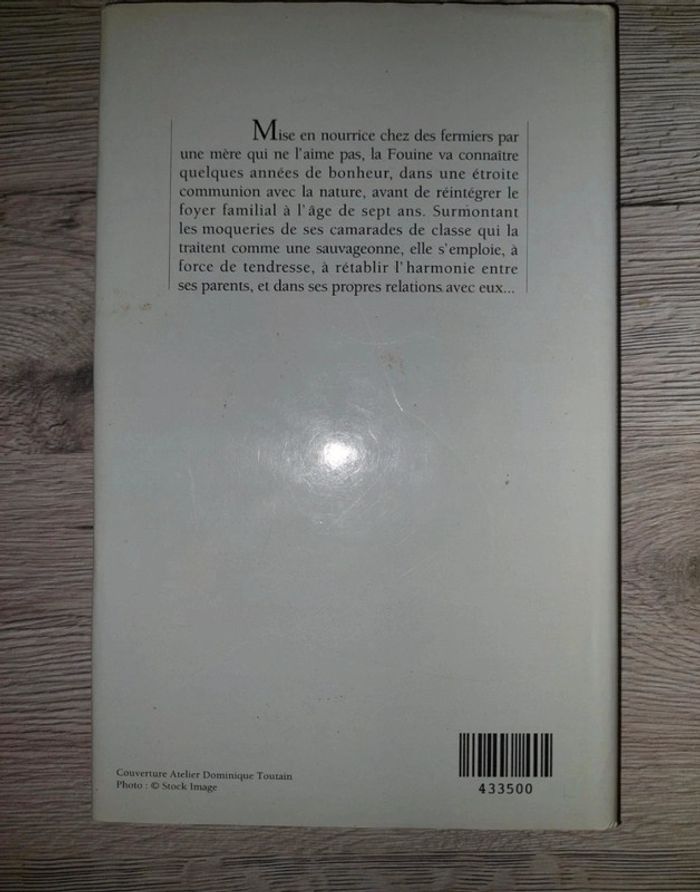 Mise en nourrice chez des fermiers par
une mère qui ne l'aime pas, la Fouine va connaître
quelques années de bonheur, dans une étroite
communion avec la nature, avant de réintégrer le
foyer familial à l'âge de sept ans. Surmontant
les moqueries de ses camarades de classe qui la
traitent comme une sauvageonne, elle s'emploie, à
force de tendresse, à rétablir l'harmonie entre
ses parents, et dans ses propres relations avec eux...
Couverture Atelier Dominique Toutain
Photo : © Stock Image
433500